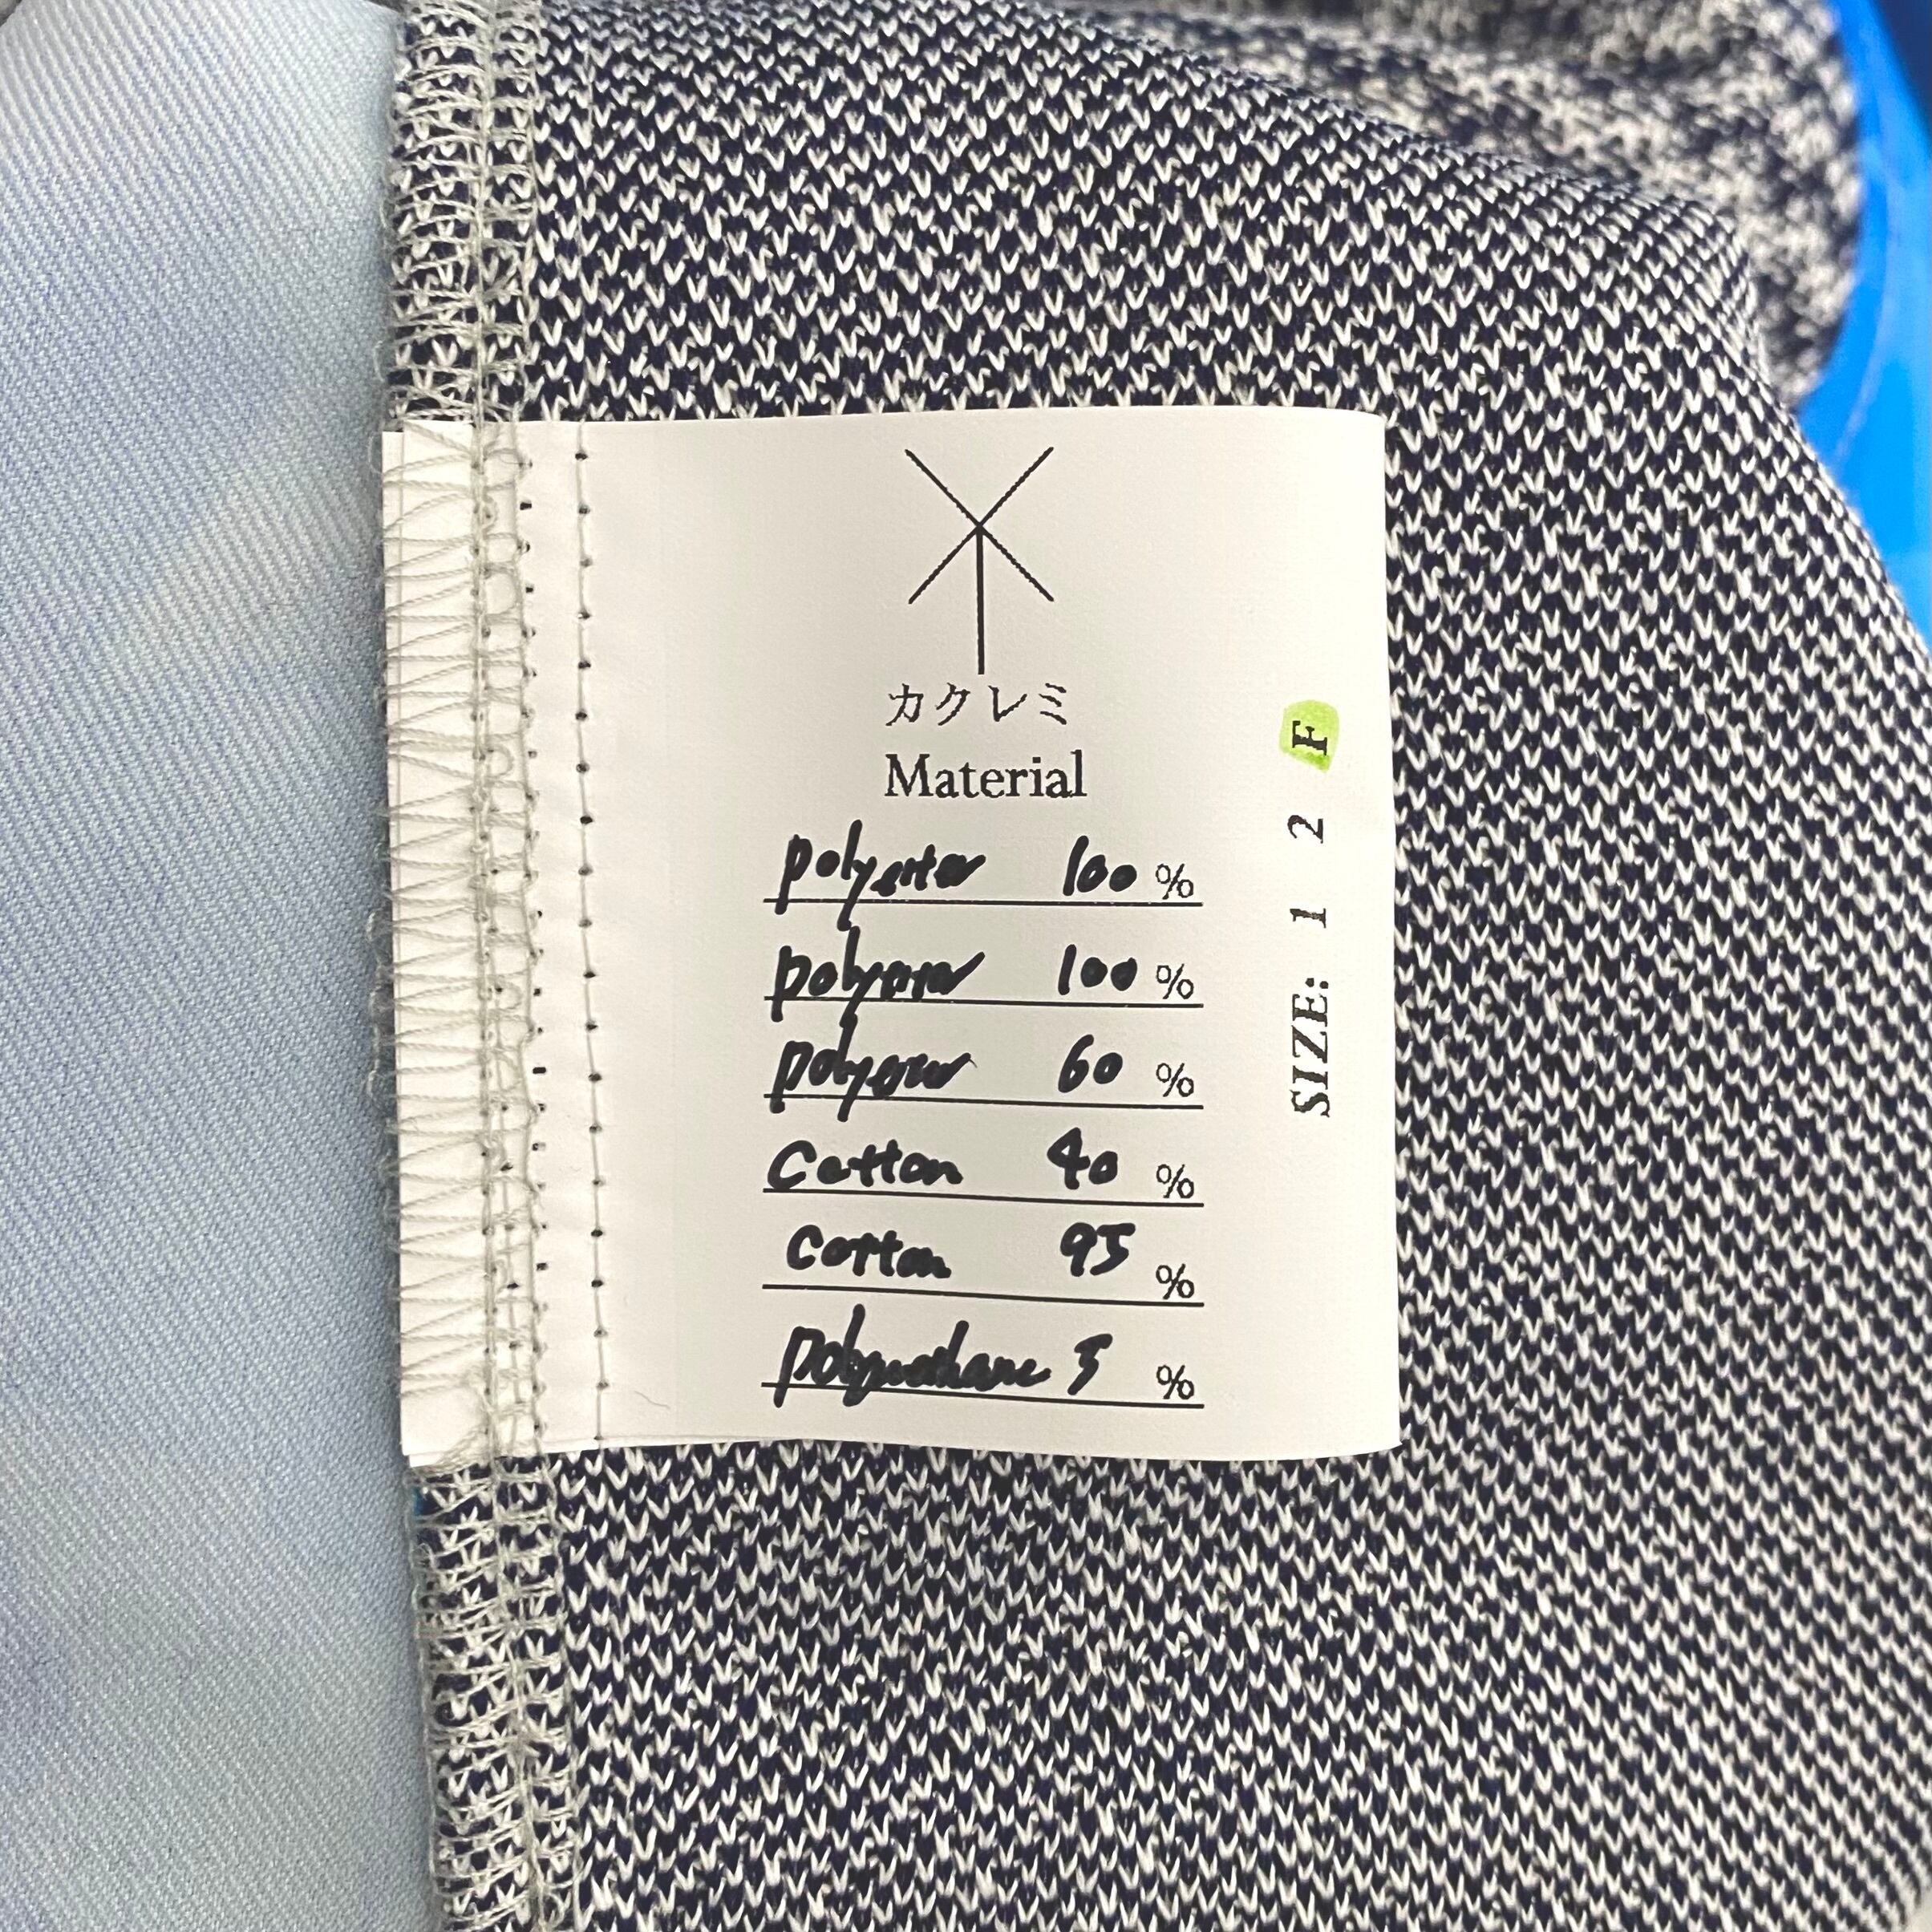 カクレミ
Material
polyester 100 %
polyester 100 %
polyester 60 %
Cotton 40 %
cotton 95 %
polyurethane 5 %
SIZE: 1 2 F